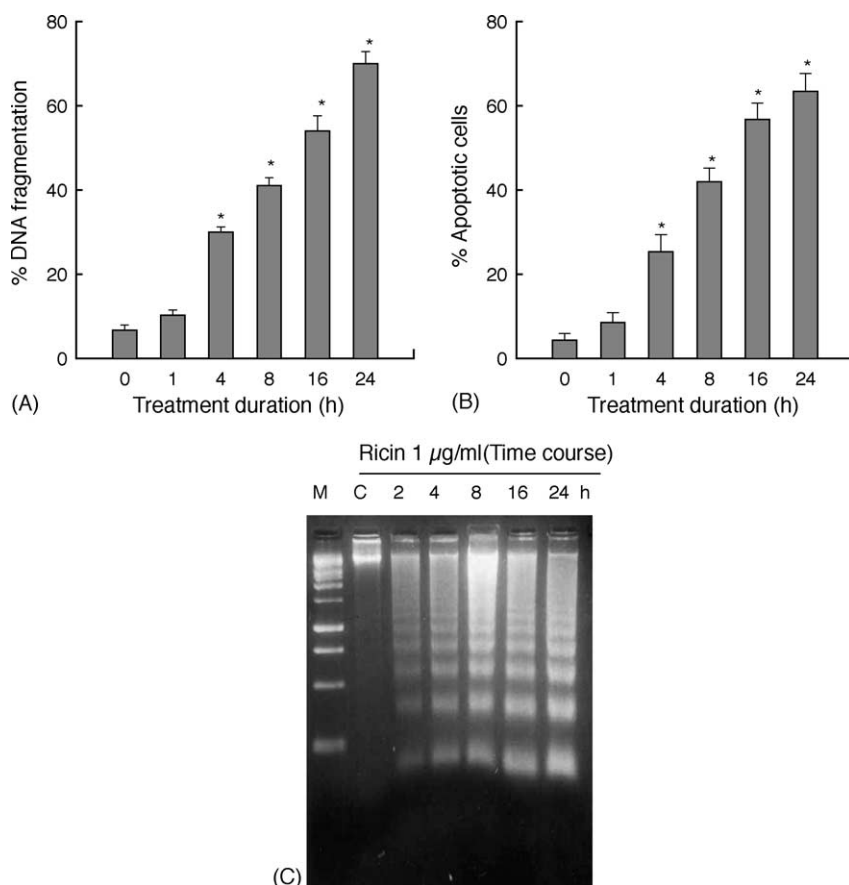 80
60
40
20
0
% DNA fragmentation
* * * *
0 1 4 8 16 24
Treatment duration (h)
(A)
80
60
40
20
0
% Apoptotic cells
* * * *
0 1 4 8 16 24
Treatment duration (h)
(B)
Ricin 1 µg/ml(Time course)
M C 2 4 8 16 24 h
(C)